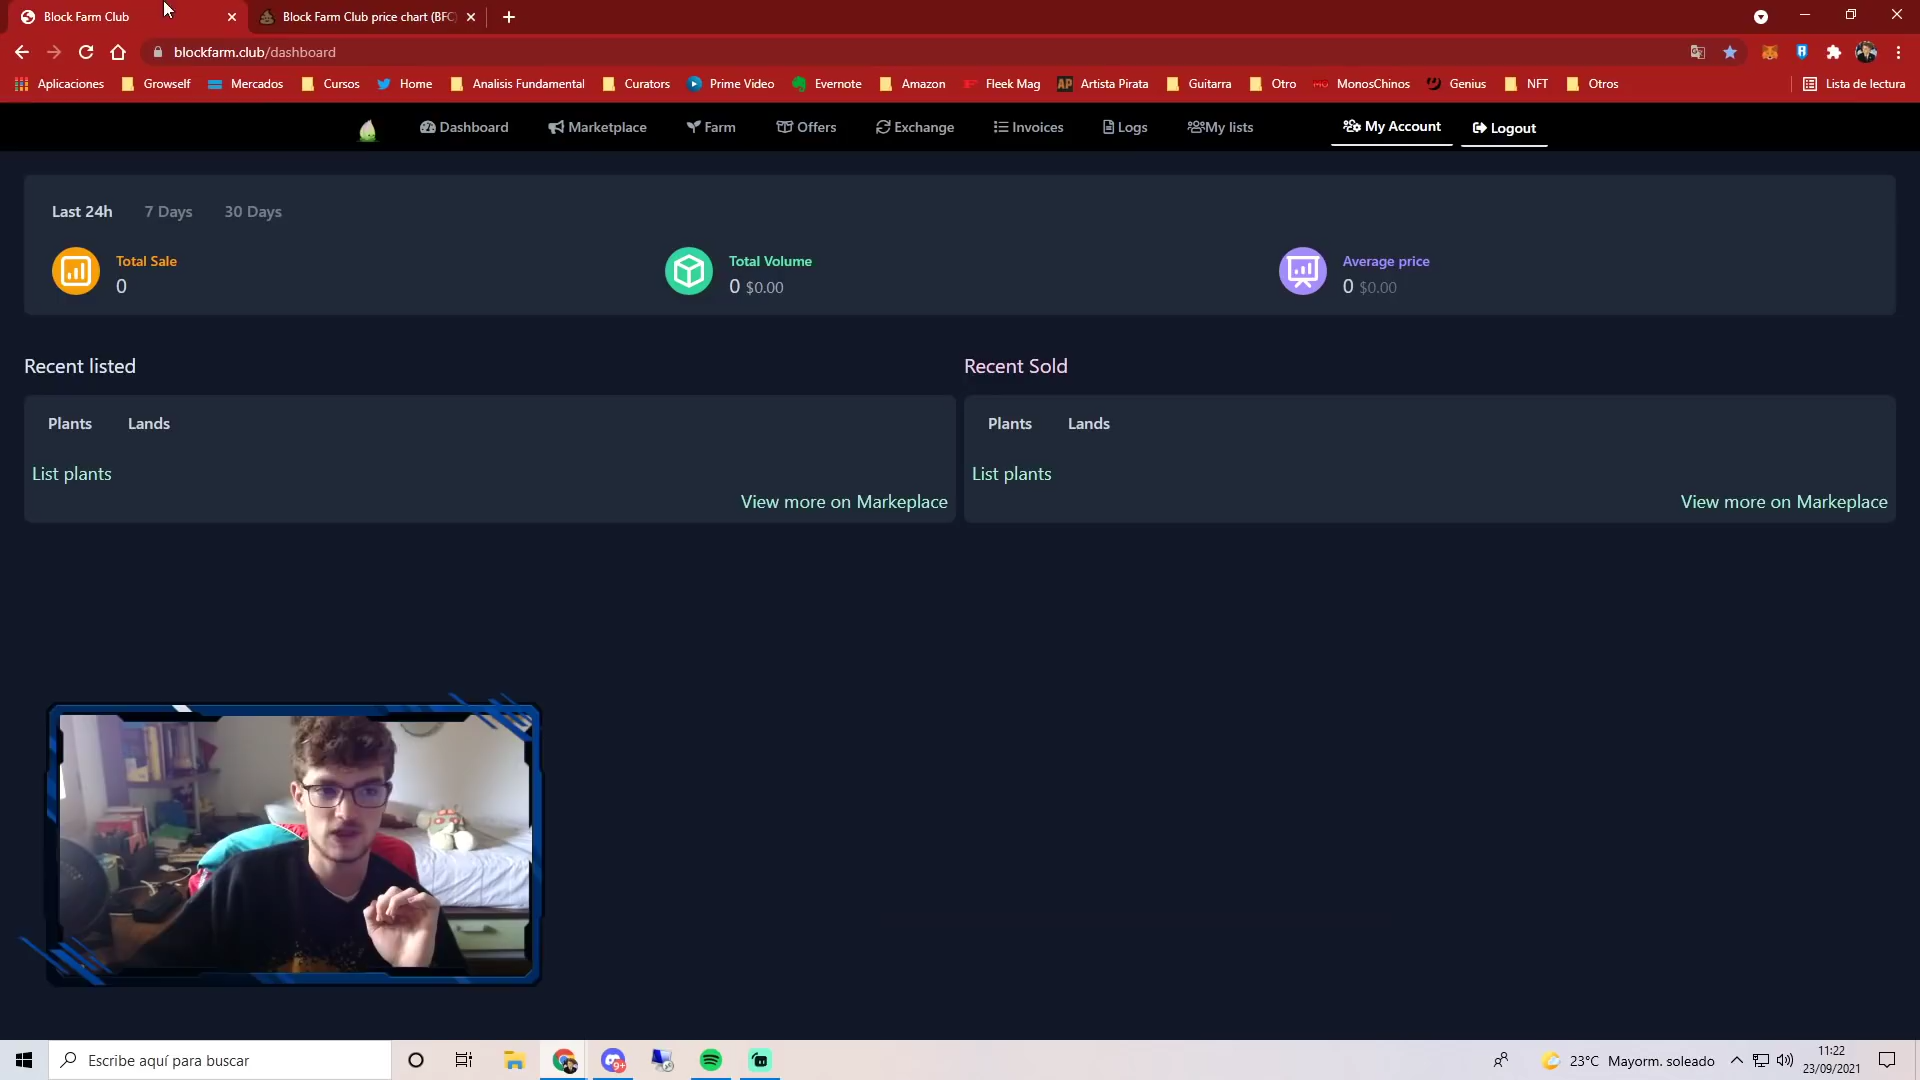 Block Farm Club
Block Farm Club price chart (BFC)
blockfarm.club/dashboard
Aplicaciones Growself Mercados Cursos Home Analisis Fundamental Curators Prime Video Evernote Amazon Fleek Mag AP Artista Pirata Guitarra Otro MonosChinos Genius NFT Otros Lista de lectura
Dashboard Marketplace Farm Offers Exchange Invoices Logs My lists My Account Logout
Last 24h 7 Days 30 Days
Total Sale
0
Total Volume
0 $0.00
Average price
0 $0.00
Recent listed
Plants Lands
List plants
View more on Markeplace
Recent Sold
Plants Lands
List plants
View more on Markeplace
Escribe aquí para buscar
9+
23°C Mayorm. soleado
11:22
23/09/2021